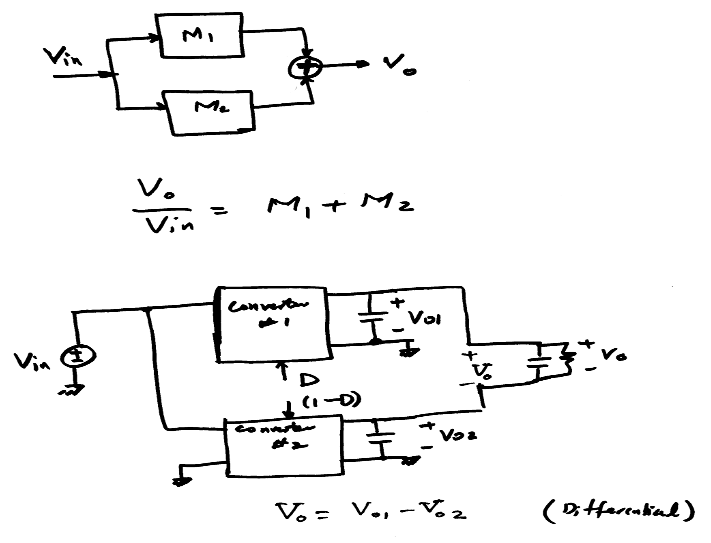 Vin M1 + Vo
M2
Vo/Vin = M1 + M2
Converter
#1
+
- Vo1
Vin ±
D
(1-D)
+
Vo
-
+
- Vo
Converter
#2
+
- Vo2
Vo = Vo1 - Vo2 (Differential)